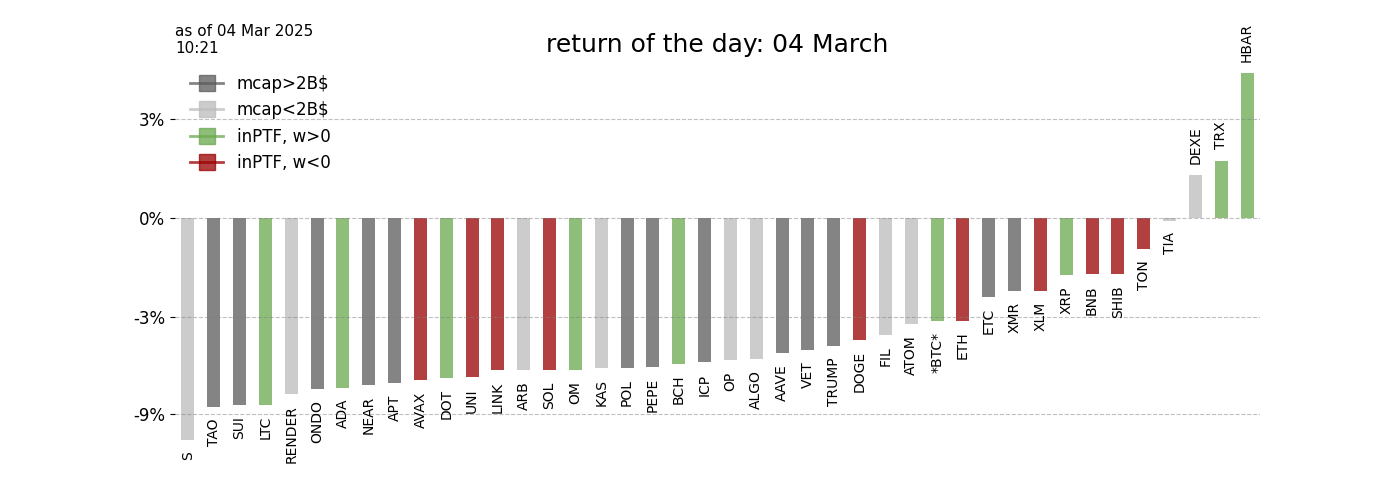 as of 04 Mar 2025
10:21
return of the day: 04 March
mcap>2B$
mcap<2B$
inPTF, w>0
inPTF, w<0
3%
0%
-3%
-9%
S
TAO
SUI
LTC
RENDER
ONDO
ADA
NEAR
APT
AVAX
DOT
UNI
LINK
ARB
SOL
OM
KAS
POL
PEPE
BCH
ICP
OP
ALGO
AAVE
VET
TRUMP
DOGE
FIL
ATOM
*BTC*
ETH
ETC
XMR
XLM
XRP
BNB
SHIB
TON
TIA
DEXE
TRX
HBAR